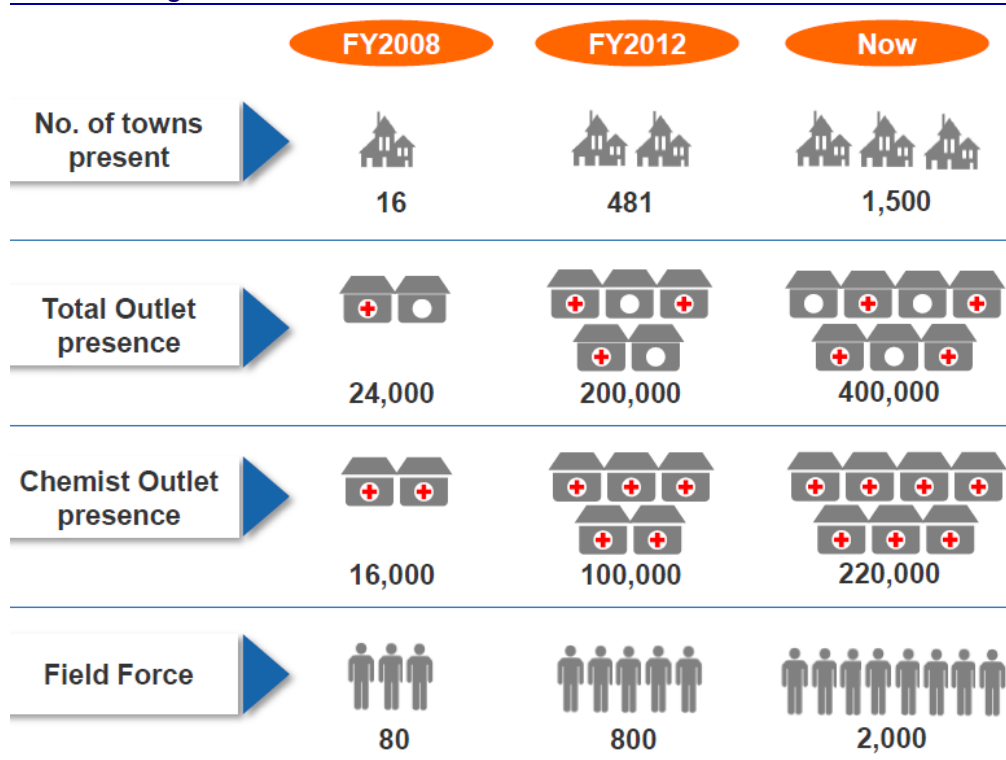 FY2008 FY2012 Now
No. of towns
present
16 481 1,500
Total Outlet
presence
24,000 200,000 400,000
Chemist Outlet
presence
16,000 100,000 220,000
Field Force
80 800 2,000